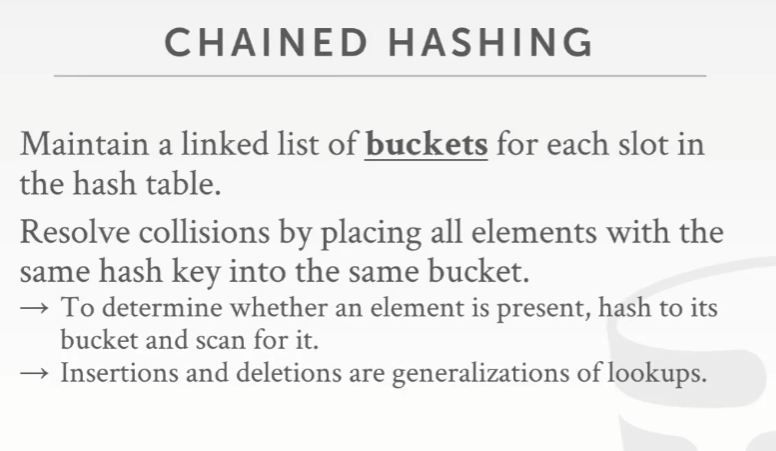 CHAINED HASHING
Maintain a linked list of buckets for each slot in
the hash table.
Resolve collisions by placing all elements with the
same hash key into the same bucket.
→ To determine whether an element is present, hash to its
bucket and scan for it.
→ Insertions and deletions are generalizations of lookups.